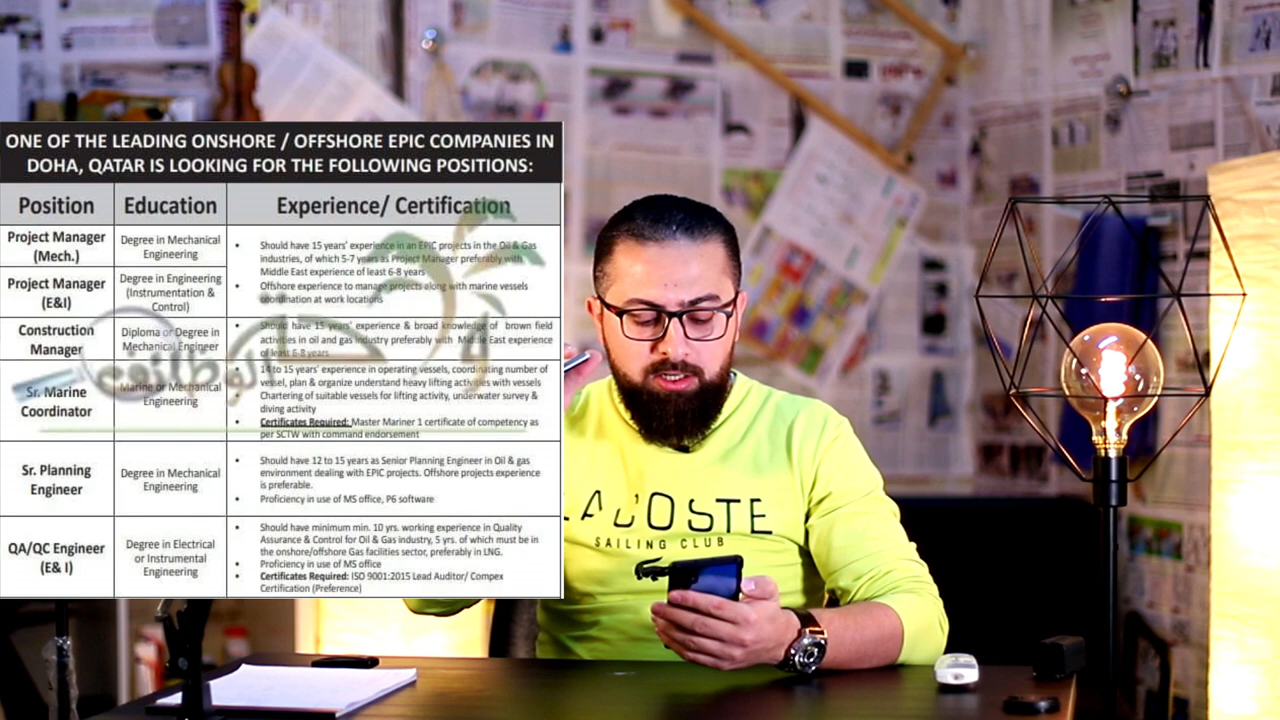 ONE OF THE LEADING ONSHORE / OFFSHORE EPIC COMPANIES IN
DOHA, QATAR IS LOOKING FOR THE FOLLOWING POSITIONS:
Position Education Experience/ Certification
Project Manager
(Mech.)
Degree in Mechanical
Engineering
• Should have 15 years' experience in an EPIC projects in the Oil & Gas
industries, of which 5-7 years as Project Manager preferably with
Middle East experience of least 6-8 years
• Offshore experience to manage projects along with marine vessels
coordination at work locations
Project Manager
(E&I)
Degree in Engineering
(Instrumentation &
Control)
Construction
Manager
Diploma or Degree in
Mechanical Engineer
• Should have 15 years' experience & broad knowledge of brown field
activities in oil and gas industry preferably with Middle East experience
of least 6-8 years
Sr. Marine
Coordinator
Marine or Mechanical
Engineering
• 14 to 15 years' experience in operating vessels, coordinating number of
vessel, plan & organize understand heavy lifting activities with vessels
• Chartering of suitable vessels for lifting activity, underwater survey &
diving activity
• Certificates Required: Master Mariner 1 certificate of competency as
per SCTW with command endorsement
Sr. Planning
Engineer
Degree in Mechanical
Engineering
• Should have 12 to 15 years as Senior Planning Engineer in Oil & gas
environment dealing with EPIC projects. Offshore projects experience
is preferable.
• Proficiency in use of MS office, P6 software
QA/QC Engineer
(E& I)
Degree in Electrical
or Instrumental
Engineering
• Should have minimum min. 10 yrs. working experience in Quality
Assurance & Control for Oil & Gas industry, 5 yrs. of which must be in
the onshore/offshore Gas facilities sector, preferably in LNG.
• Proficiency in use of MS office
• Certificates Required: ISO 9001:2015 Lead Auditor/ Compex
Certification (Preference)
LACOSTE
SAILING CLUB